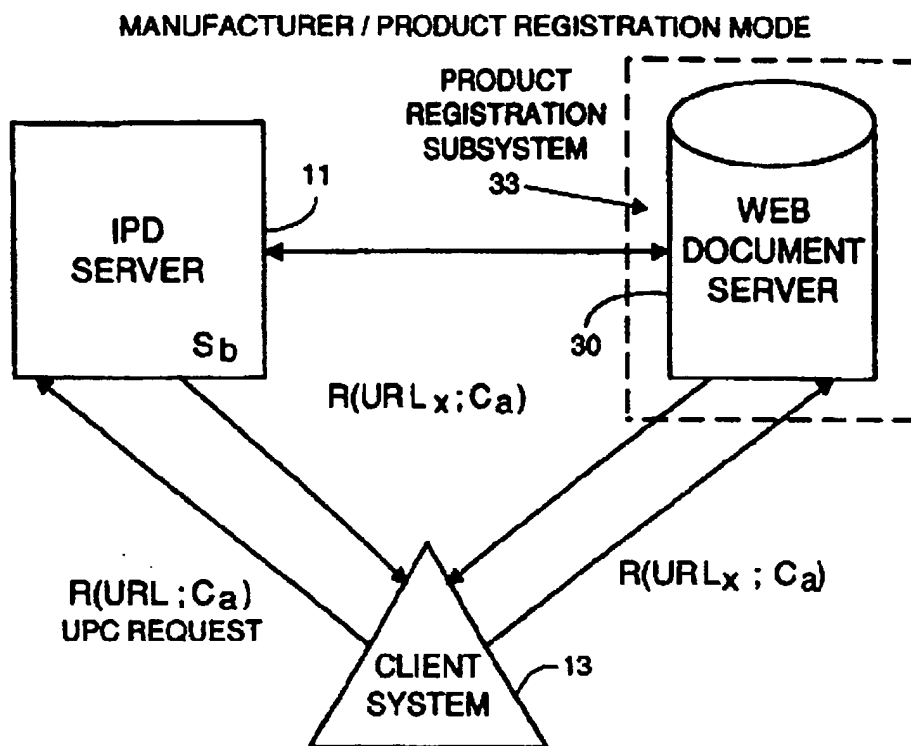 MANUFACTURER / PRODUCT REGISTRATION MODE
PRODUCT
REGISTRATION
SUBSYSTEM
33
11
IPD
SERVER
Sb
WEB
DOCUMENT
SERVER
30
R(URLx;Ca)
R(URL;Ca)
UPC REQUEST
R(URLx; Ca)
CLIENT
SYSTEM
13